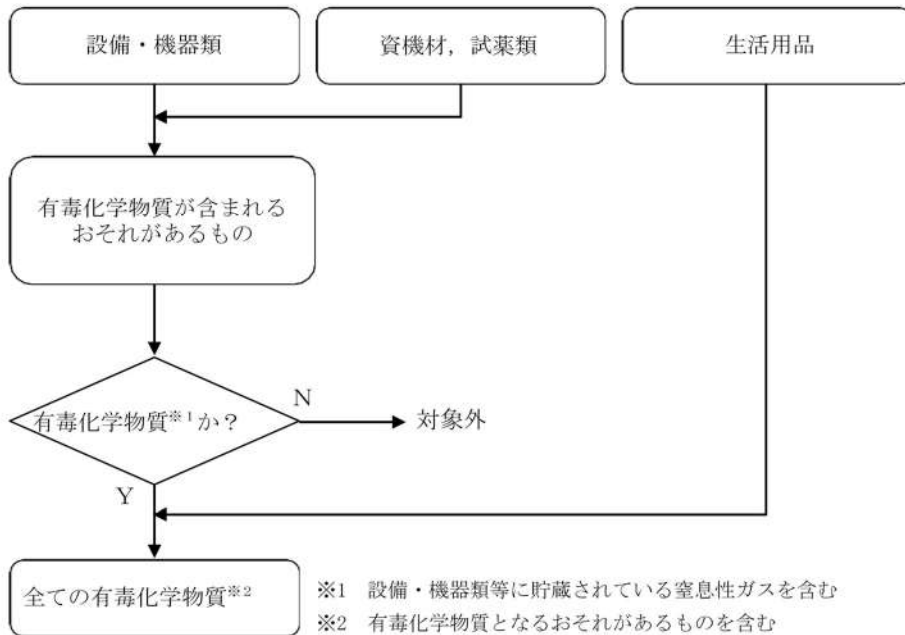 設備・機器類
資機材，試薬類
生活用品
有毒化学物質が含まれる
おそれがあるもの
有毒化学物質※1か？
N
対象外
Y
全ての有毒化学物質※2
※1 設備・機器類等に貯蔵されている窒息性ガスを含む
※2 有毒化学物質となるおそれがあるものを含む